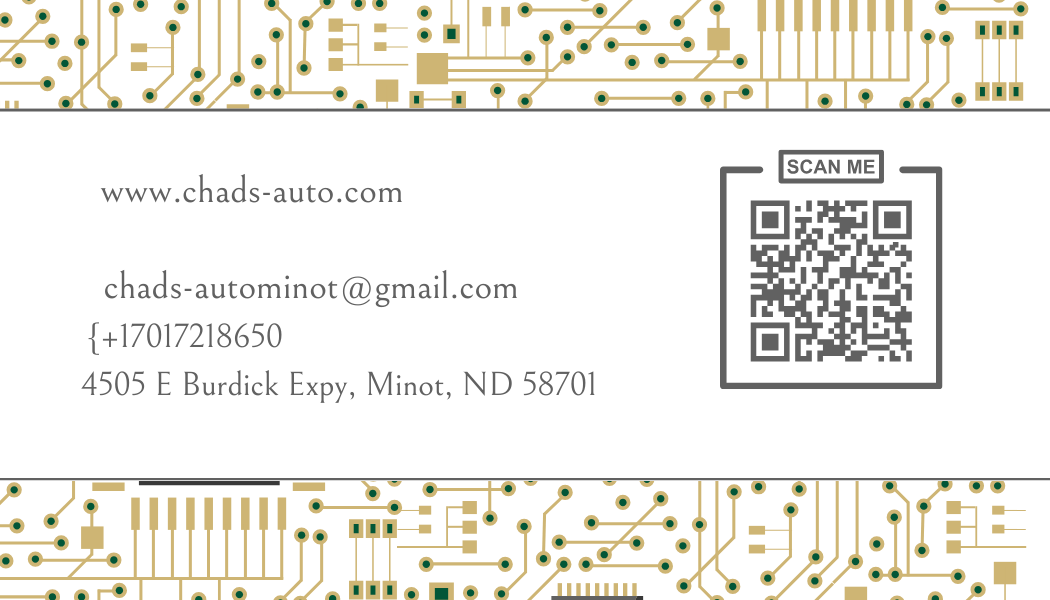 www.chads-auto.com
chads-autominot@gmail.com
{+17017218650
4505 E Burdick Expy, Minot, ND 58701
SCAN ME